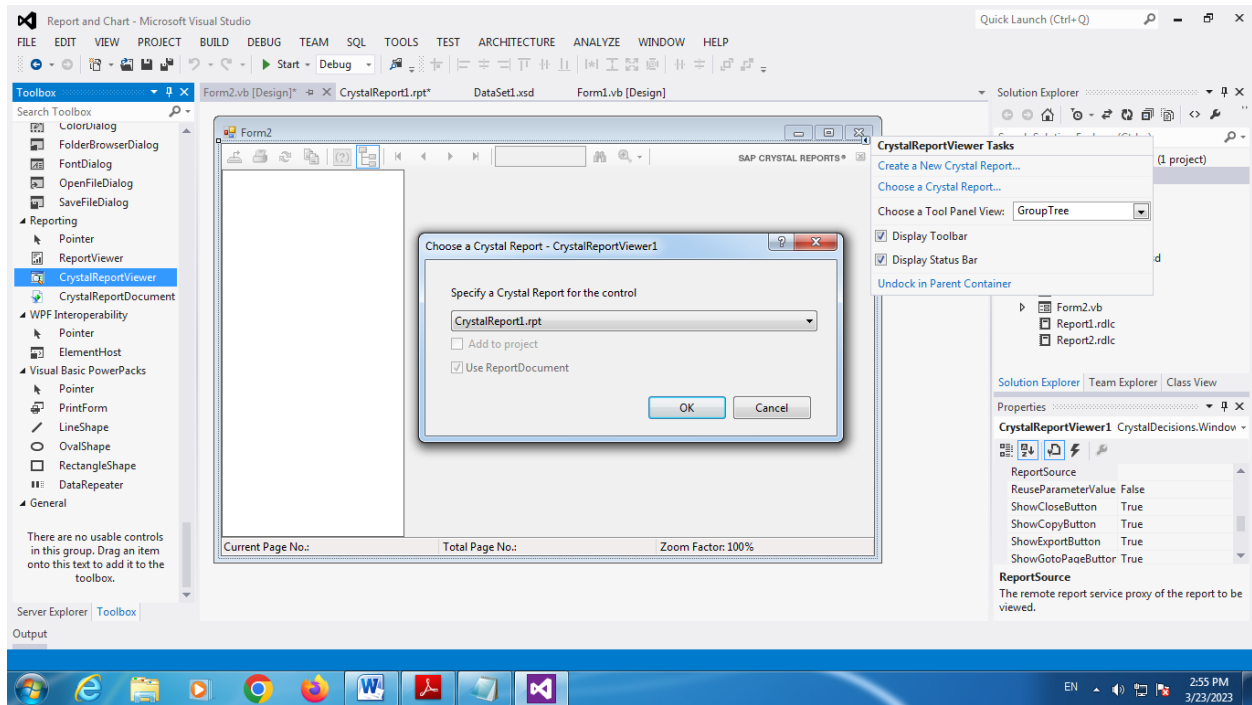 Report and Chart - Microsoft Visual Studio
Quick Launch (Ctrl+Q)
FILE EDIT VIEW PROJECT BUILD DEBUG TEAM SQL TOOLS TEST ARCHITECTURE ANALYZE WINDOW HELP
Start - Debug
Toolbox
Search Toolbox
ColorDialog
FolderBrowserDialog
FontDialog
OpenFileDialog
SaveFileDialog
Reporting
Pointer
ReportViewer
CrystalReportViewer
CrystalReportDocument
WPF Interoperability
Pointer
ElementHost
Visual Basic PowerPacks
Pointer
PrintForm
LineShape
OvalShape
RectangleShape
DataRepeater
General
There are no usable controls
in this group. Drag an item
onto this text to add it to the
toolbox.
Server Explorer Toolbox
Output
Form2.vb [Design]* CrystalReport1.rpt* DataSet1.xsd Form1.vb [Design]
Form2
SAP CRYSTAL REPORTS®
Choose a Crystal Report - CrystalReportViewer1
Specify a Crystal Report for the control
CrystalReport1.rpt
Add to project
Use ReportDocument
OK Cancel
Current Page No.: Total Page No.: Zoom Factor: 100%
CrystalReportViewer Tasks
Create a New Crystal Report...
Choose a Crystal Report...
Choose a Tool Panel View: GroupTree
Display Toolbar
Display Status Bar
Undock in Parent Container
Solution Explorer
(1 project)
Form2.vb
Report1.rdlc
Report2.rdlc
Solution Explorer Team Explorer Class View
Properties
CrystalReportViewer1 CrystalDecisions.Window
ReportSource
ReuseParameterValue False
ShowCloseButton True
ShowCopyButton True
ShowExportButton True
ShowGotoPageButtor True
ReportSource
The remote report service proxy of the report to be
viewed.
EN
2:55 PM
3/23/2023